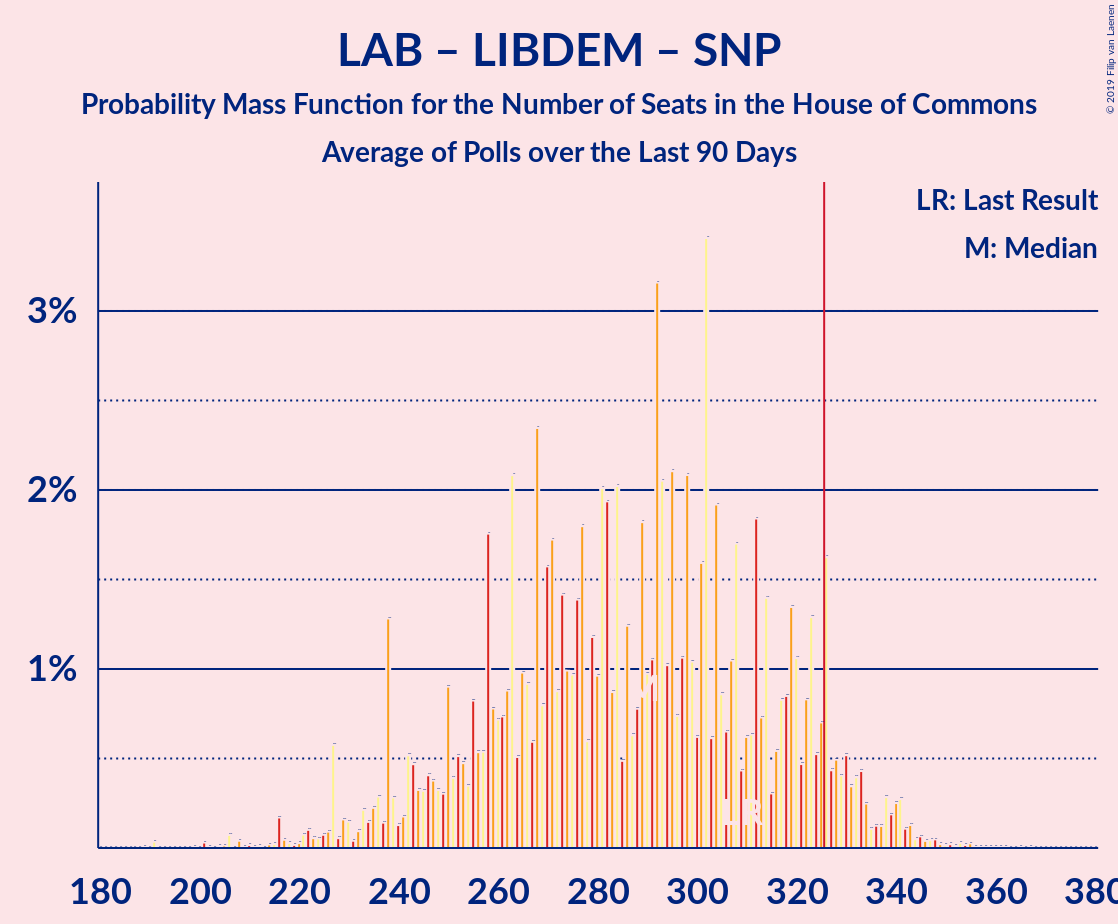 LAB – LIBDEM – SNP
Probability Mass Function for the Number of Seats in the House of Commons
Average of Polls over the Last 90 Days
© 2019 Filip van Laenen
LR: Last Result
M: Median
3%
2%
1%
M
LR
180 200 220 240 260 280 300 320 340 360 380